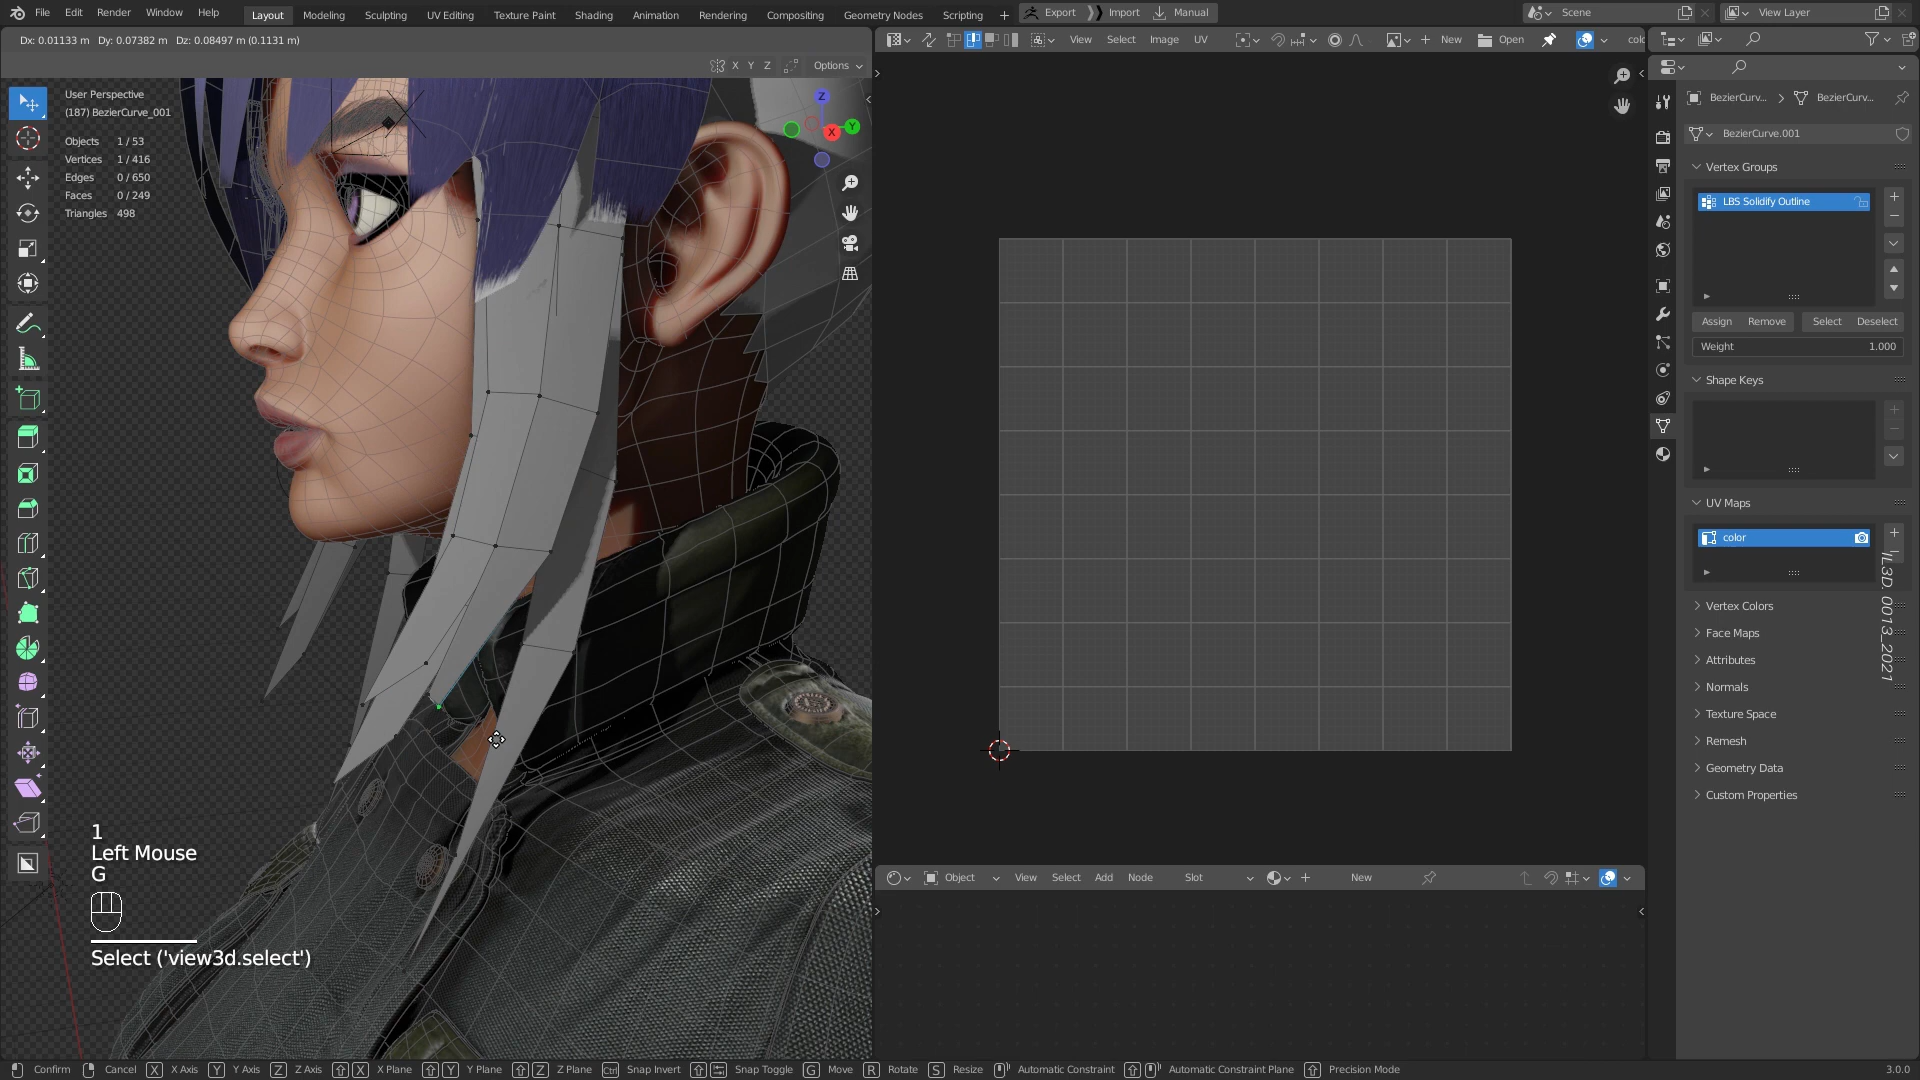 File Edit Render Window Help
Layout Modeling Sculpting UV Editing Texture Paint Shading Animation Rendering Compositing Geometry Nodes Scripting +
Export Import Manual
Scene View Layer
Dx: 0.01133 m Dy: 0.07382 m Dz: 0.08497 m (0.1131 m)
View Select Image UV New Open
X Y Z Options
User Perspective
(187) BezierCurve_001
Objects 1 / 53
Vertices 1 / 416
Edges 0 / 650
Faces 0 / 249
Triangles 498
Z
Y
X
BezierCurv... BezierCurv...
BezierCurve.001
Vertex Groups
LBS Solidify Outline
Assign Remove Select Deselect
Weight 1.000
Shape Keys
UV Maps
color
Vertex Colors
Face Maps
Attributes
Normals
Texture Space
Remesh
Geometry Data
Custom Properties
IL3D, 0013_2021
1
Left Mouse
G
Select ('view3d.select')
Object View Select Add Node Slot New
Confirm Cancel X X Axis Y Y Axis Z Z Axis X X Plane Y Y Plane Z Z Plane Ctrl Snap Invert Snap Toggle G Move R Rotate S Resize Automatic Constraint Automatic Constraint Plane Precision Mode 3.0.0